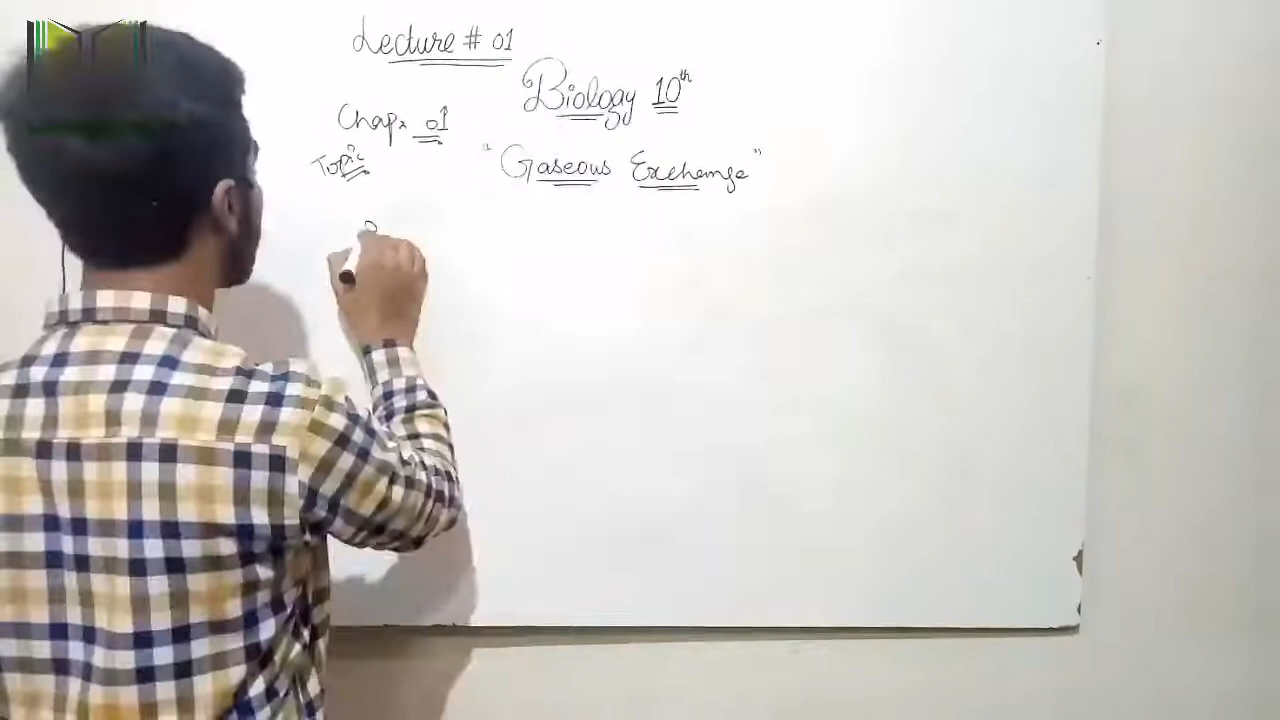 Lecture # 01
Biology 10th
Chap. 01
Topic
"Gaseous Exchange"